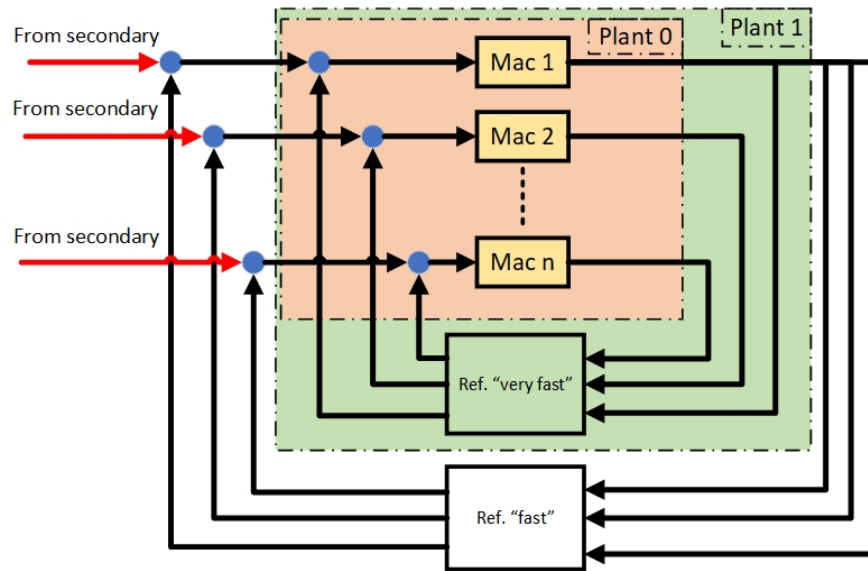 From secondary
Plant 0
Plant 1
Mac 1
From secondary
Mac 2
From secondary
Mac n
Ref. “very fast”
Ref. “fast”